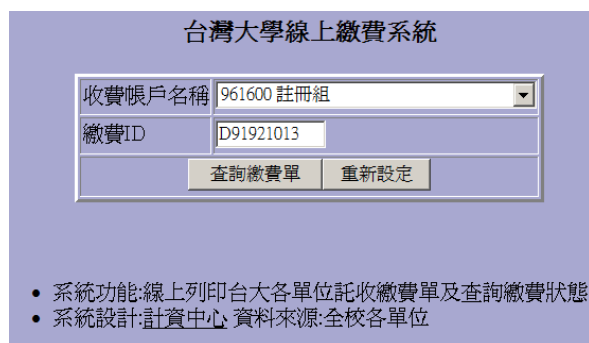 台灣大學線上繳費系統
收費帳戶名稱 961600 註冊組
繳費ID D91921013
查詢繳費單 重新設定
系統功能:線上列印台大各單位託收繳費單及查詢繳費狀態
系統設計:計資中心 資料來源:全校各單位